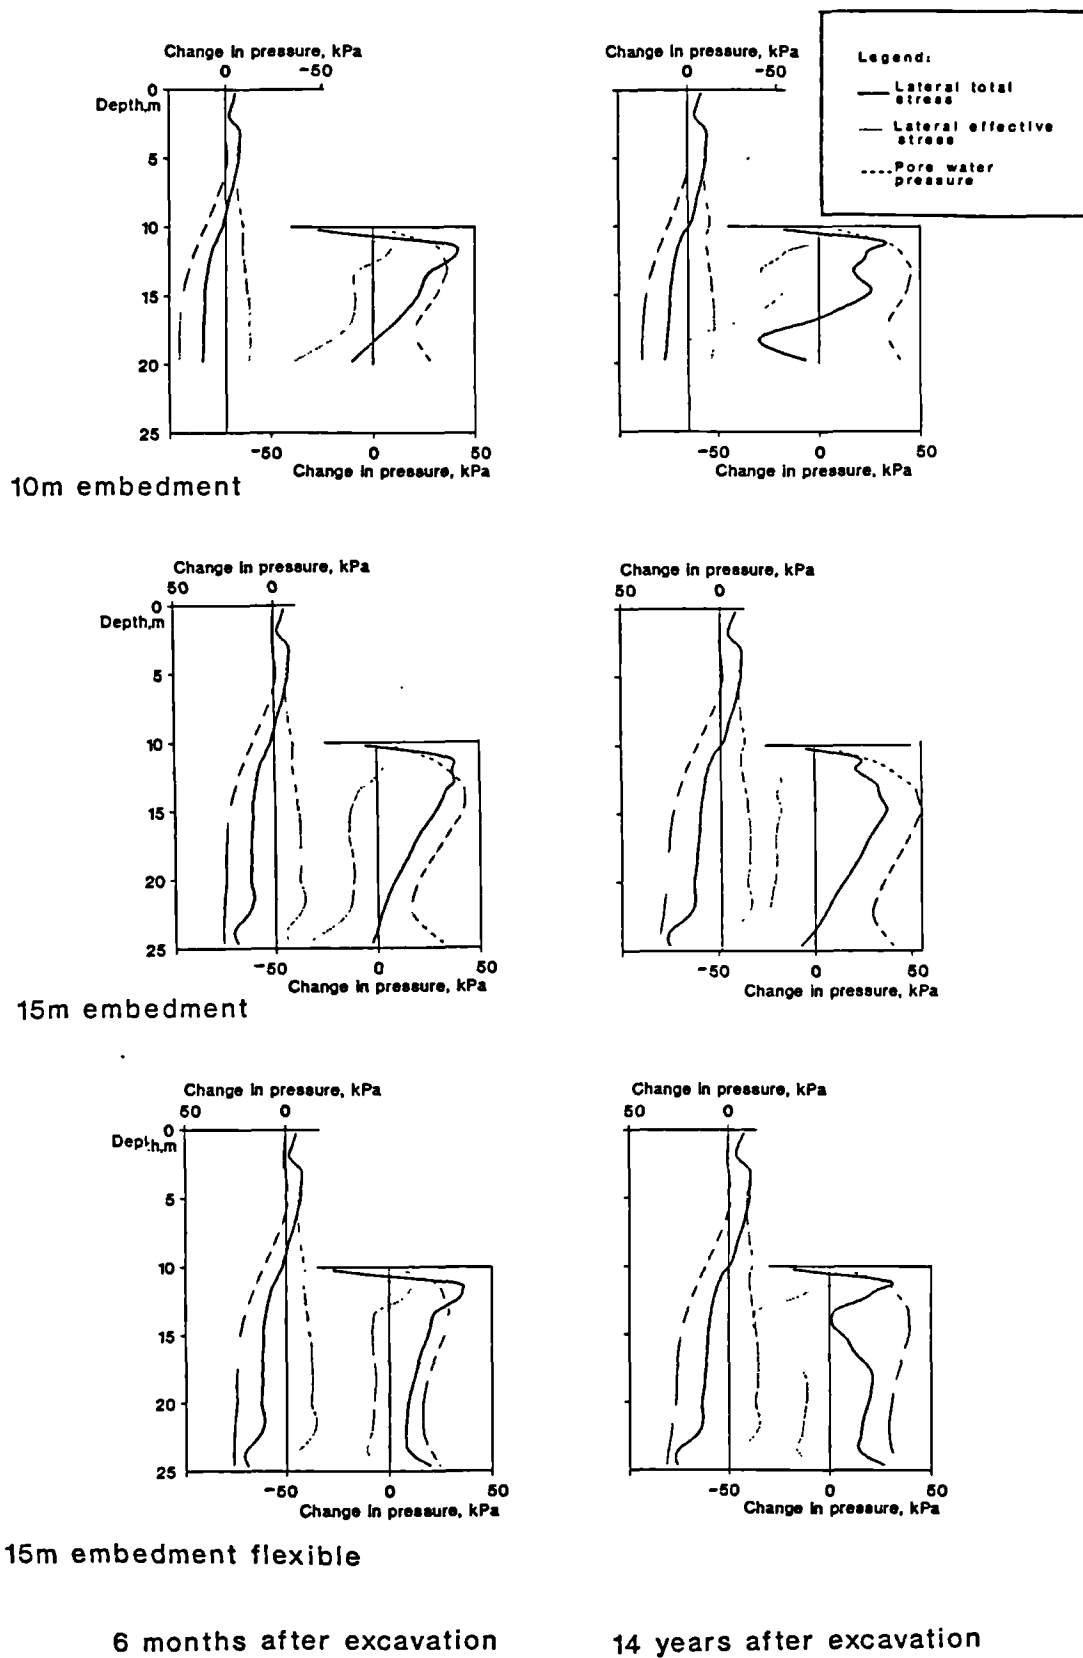 Change in pressure, kPa
0 -50
0
Depth,m
5
10
15
20
25
-50 0 50
Change in pressure, kPa
10m embedment
Change in pressure, kPa
0 -50
-50 0 50
Change in pressure, kPa
Legend:
Lateral total
stress
Lateral effective
stress
Pore water
pressure
Change in pressure, kPa
50 0
0
Depth,m
5
10
15
20
25
-50 0 50
Change in pressure, kPa
15m embedment
Change in pressure, kPa
50 0
-50 0 50
Change in pressure, kPa
Change in pressure, kPa
50 0
0
Depth,m
5
10
15
20
25
-50 0 50
Change in pressure, kPa
15m embedment flexible
Change in pressure, kPa
50 0
-50 0 50
Change in pressure, kPa
6 months after excavation
14 years after excavation